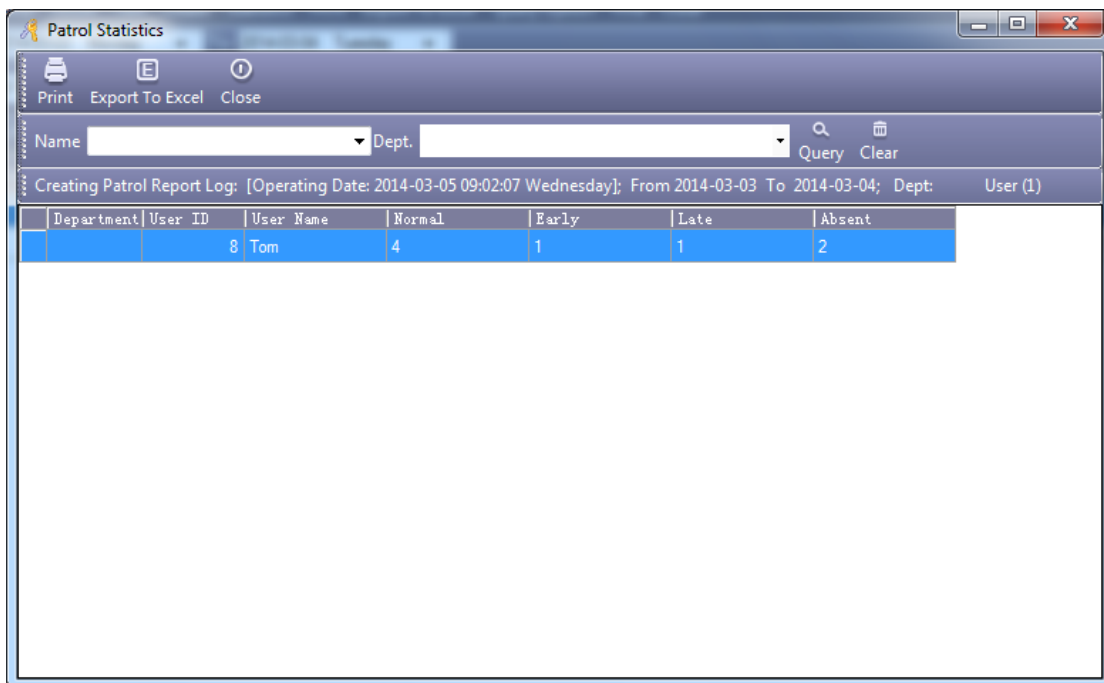 Patrol Statistics
Print Export To Excel Close
Name Dept. Query Clear
Creating Patrol Report Log: [Operating Date: 2014-03-05 09:02:07 Wednesday]; From 2014-03-03 To 2014-03-04; Dept: User (1)
Department User ID User Name Normal Early Late Absent
8 Tom 4 1 1 2